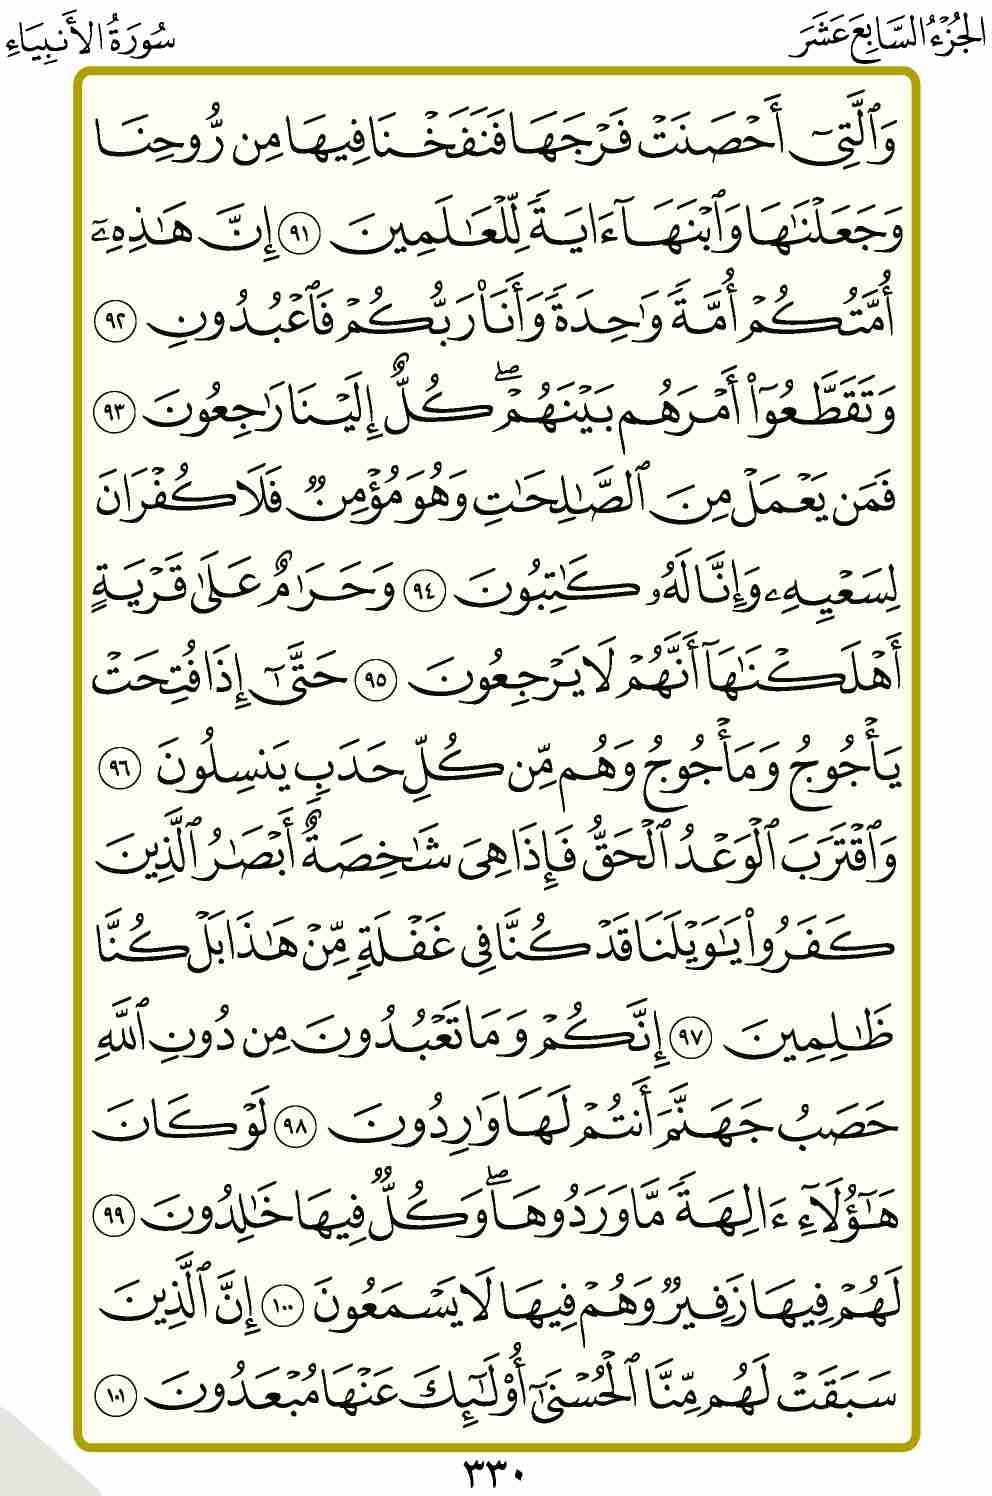 الجُزْءُ السَّابِعَ عَشَرَ
سُورَةُ الأَنبِيَاءِ
وَٱلَّتِىٓ أَحْصَنَتْ فَرْجَهَا فَنَفَخْنَا فِيهَا مِن رُّوحِنَا
وَجَعَلْنَٰهَا وَٱبْنَهَآ ءَايَةً لِّلْعَٰلَمِينَ ٩١ إِنَّ هَٰذِهِۦٓ
أُمَّتُكُمْ أُمَّةً وَٰحِدَةً وَأَنَا۠ رَبُّكُمْ فَٱعْبُدُونِ ٩٢
وَتَقَطَّعُوٓا۟ أَمْرَهُم بَيْنَهُمْ ۖ كُلٌّ إِلَيْنَا رَٰجِعُونَ ٩٣
فَمَن يَعْمَلْ مِنَ ٱلصَّٰلِحَٰتِ وَهُوَ مُؤْمِنٌ فَلَا كُفْرَانَ
لِسَعْيِهِۦ وَإِنَّا لَهُۥ كَٰتِبُونَ ٩٤ وَحَرَٰمٌ عَلَىٰ قَرْيَةٍ
أَهْلَكْنَٰهَآ أَنَّهُمْ لَا يَرْجِعُونَ ٩٥ حَتَّىٰٓ إِذَا فُتِحَتْ
يَأْجُوجُ وَمَأْجُوجُ وَهُم مِّن كُلِّ حَدَبٍ يَنسِلُونَ ٩٦
وَٱقْتَرَبَ ٱلْوَعْدُ ٱلْحَقُّ فَإِذَا هِىَ شَٰخِصَةٌ أَبْصَٰرُ ٱلَّذِينَ
كَفَرُوا۟ يَٰوَيْلَنَا قَدْ كُنَّا فِى غَفْلَةٍ مِّنْ هَٰذَا بَلْ كُنَّا
ظَٰلِمِينَ ٩٧ إِنَّكُمْ وَمَا تَعْبُدُونَ مِن دُونِ ٱللَّهِ
حَصَبُ جَهَنَّمَ أَنتُمْ لَهَا وَٰرِدُونَ ٩٨ لَوْ كَانَ
هَٰٓؤُلَآءِ ءَالِهَةً مَّا وَرَدُوهَا ۖ وَكُلٌّ فِيهَا خَٰلِدُونَ ٩٩
لَهُمْ فِيهَا زَفِيرٌ وَهُمْ فِيهَا لَا يَسْمَعُونَ ١٠٠ إِنَّ ٱلَّذِينَ
سَبَقَتْ لَهُم مِّنَّا ٱلْحُسْنَىٰٓ أُو۟لَٰٓئِكَ عَنْهَا مُبْعَدُونَ ١٠١
٣٣٠